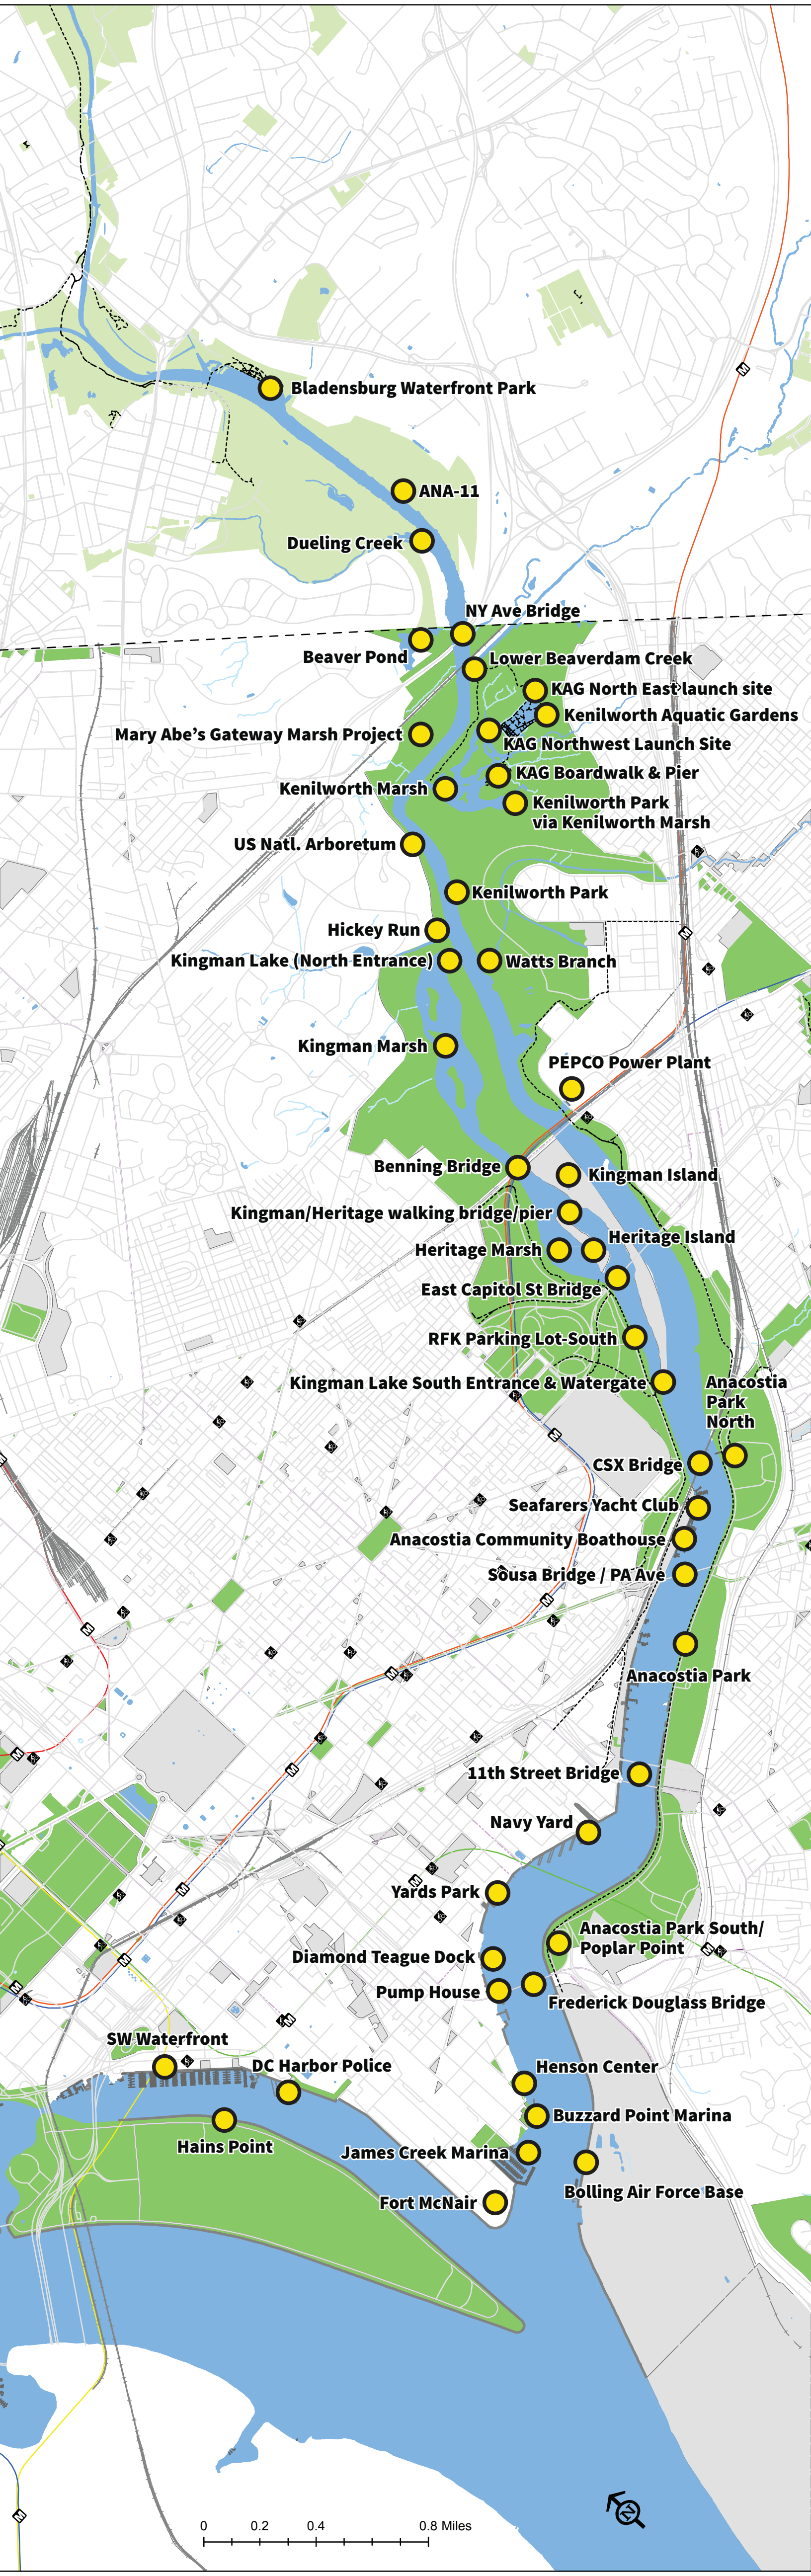 Bladensburg Waterfront Park
ANA-11
Dueling Creek
NY Ave Bridge
Beaver Pond
Lower Beaverdam Creek
KAG North East launch site
Kenilworth Aquatic Gardens
Mary Abe's Gateway Marsh Project
KAG Northwest Launch Site
KAG Boardwalk & Pier
Kenilworth Marsh
Kenilworth Park
via Kenilworth Marsh
US Natl. Arboretum
Kenilworth Park
Hickey Run
Kingman Lake (North Entrance)
Watts Branch
Kingman Marsh
PEPCO Power Plant
Benning Bridge
Kingman Island
Kingman/Heritage walking bridge/pier
Heritage Island
Heritage Marsh
East Capitol St Bridge
RFK Parking Lot-South
Kingman Lake South Entrance & Watergate
Anacostia
Park
North
CSX Bridge
Seafarers Yacht Club
Anacostia Community Boathouse
Sousa Bridge / PA Ave
Anacostia Park
11th Street Bridge
Navy Yard
Yards Park
Anacostia Park South/
Poplar Point
Diamond Teague Dock
Pump House
Frederick Douglass Bridge
SW Waterfront
DC Harbor Police
Henson Center
Hains Point
Buzzard Point Marina
James Creek Marina
Bolling Air Force Base
Fort McNair
N
0 0.2 0.4 0.8 Miles